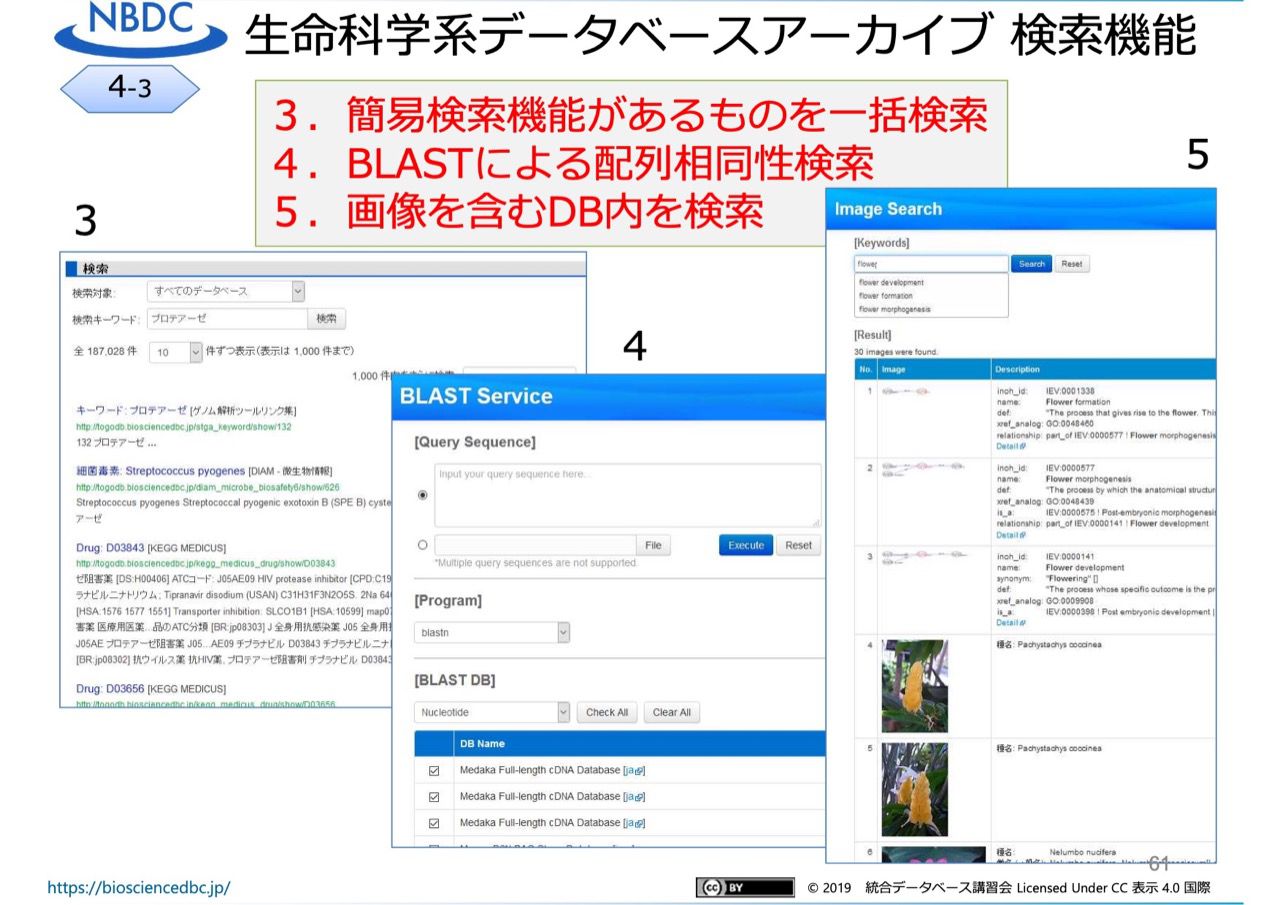 NBDC
生命科学系データベースアーカイブ 検索機能
4-3
３．簡易検索機能があるものを一括検索
４．BLASTによる配列相同性検索
５．画像を含むDB内を検索
3
検索
検索対象: すべてのデータベース
検索キーワード: プロテアーゼ 検索
全 187,028 件 10 件ずつ表示(表示は 1,000 件まで)
キーワード: プロテアーゼ [ゲノム解析ツールリンク集]
http://togodb.biosciencedbc.jp/stga_keyword/show/132
132 プロテアーゼ ...
細菌毒素: Streptococcus pyogenes [DIAM - 微生物情報]
http://togodb.biosciencedbc.jp/diam_microbe_biosafety6/show/626
Streptococcus pyogenes Streptococcal pyogenic exotoxin B (SPE B) cyste
アーゼ
Drug: D03843 [KEGG MEDICUS]
http://togodb.biosciencedbc.jp/kegg_medicus_drug/show/D03843
ゼ阻害薬 [DS:H00406] ATCコード: J05AE09 HIV protease inhibitor [CPD:C19
ラナビルニナトリウム; Tipranavir disodium (USAN) C31H31F3N2O5S. 2Na 64
[HSA:1576 1577 1551] Transporter inhibition: SLCO1B1 [HSA:10599] map07
害薬 医療用医薬...品のATC分類 [BR:jp08303] J 全身用抗感染薬 J05 全身用
J05AE プロテアーゼ阻害薬 J05...AE09 チプラナビル D03843 チプラナビルニナト
[BR:jp08302] 抗ウイルス薬 抗HIV薬, プロテアーゼ阻害剤 チプラナビル D03843
Drug: D03656 [KEGG MEDICUS]
http://togodb.biosciencedbc.jp/kegg_medicus_drug/show/D03656
4
BLAST Service
[Query Sequence]
Input your query sequence here.
File Execute Reset
*Multiple query sequences are not supported.
[Program]
blastn
[BLAST DB]
Nucleotide Check All Clear All
DB Name
Medaka Full-length cDNA Database [ja]
Medaka Full-length cDNA Database [ja]
Medaka Full-length cDNA Database [ja]
5
Image Search
[Keywords]
flower Search Reset
flower development
flower formation
flower morphogenesis
[Result]
30 images were found.
No. Image Description
1
inoh_id: IEV:0001338
name: Flower formation
def: "The process that gives rise to the flower. This
xref_analog: GO:0048460
relationship: part_of IEV:0000577 ! Flower morphogenesis
Detail
2
inoh_id: IEV:0000577
name: Flower morphogenesis
def: "The process by which the anatomical structur
xref_analog: GO:0048439
is_a: IEV:0000575 ! Post-embryonic morphogenesis
relationship: part_of IEV:0000141 ! Flower development
Detail
3
inoh_id: IEV:0000141
name: Flower development
synonym: "Flowering" []
def: "The process whose specific outcome is the pr
xref_analog: GO:0009908
is_a: IEV:0000398 ! Post embryonic development |
Detail
4 種名: Pachystachys coccinea
5 種名: Pachystachys coccinea
6 種名: Nelumbo nucifera
61
https://biosciencedbc.jp/
cc BY
© 2019 統合データベース講習会 Licensed Under CC 表示 4.0 国際